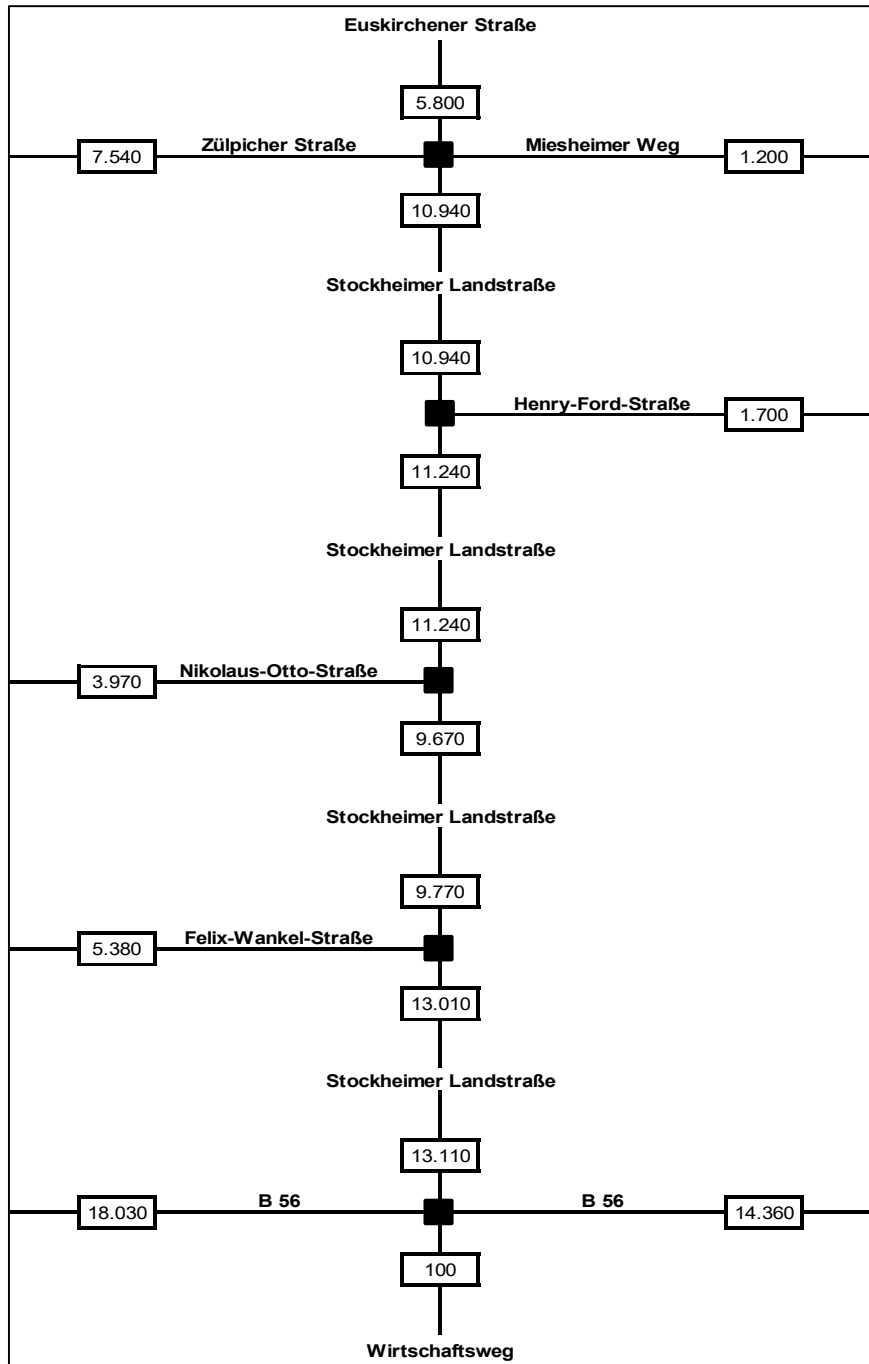 Euskirchener Straße
5.800
7.540
Zülpicher Straße
Miesheimer Weg
1.200
10.940
Stockheimer Landstraße
10.940
Henry-Ford-Straße
1.700
11.240
Stockheimer Landstraße
11.240
3.970
Nikolaus-Otto-Straße
9.670
Stockheimer Landstraße
9.770
5.380
Felix-Wankel-Straße
13.010
Stockheimer Landstraße
13.110
18.030
B 56
B 56
14.360
100
Wirtschaftsweg